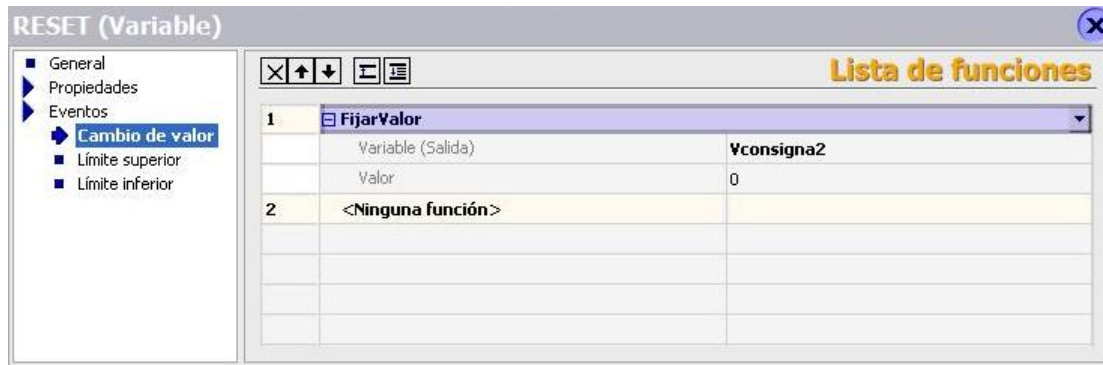 RESET (Variable)
General
Propiedades
Eventos
Cambio de valor
Límite superior
Límite inferior
Lista de funciones
1 FijarValor
Variable (Salida) Vconsigna2
Valor 0
2 <Ninguna función>